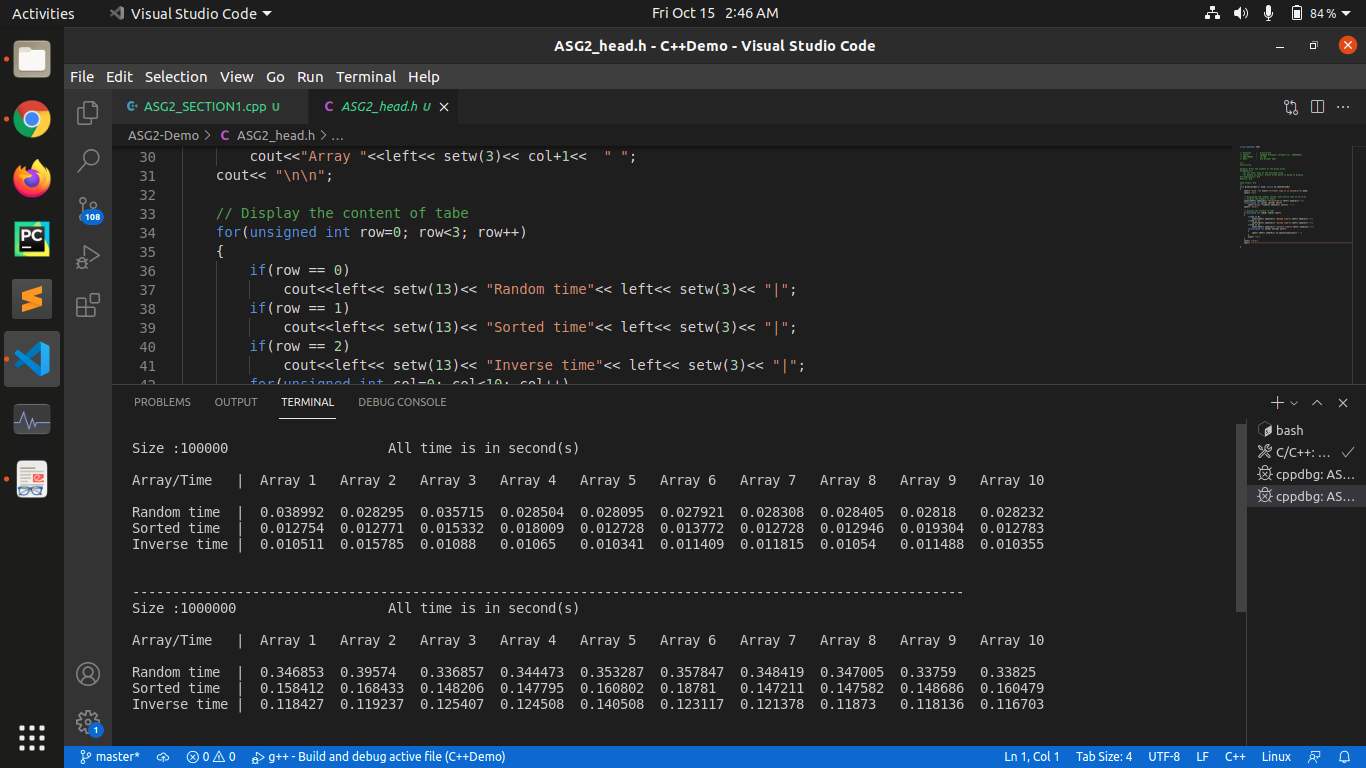 Activities
Visual Studio Code
Fri Oct 15 2:46 AM
84 %
ASG2_head.h - C++Demo - Visual Studio Code
File Edit Selection View Go Run Terminal Help
ASG2_SECTION1.cpp U
C ASG2_head.h U
ASG2-Demo > C ASG2_head.h > ...
30 cout<<"Array "<<left<< setw(3)<< col+1<<  " ";
31 cout<< "\n\n";
32
33 // Display the content of tabe
34 for(unsigned int row=0; row<3; row++)
35 {
36 if(row == 0)
37 cout<<left<< setw(13)<< "Random time"<< left<< setw(3)<< "|";
38 if(row == 1)
39 cout<<left<< setw(13)<< "Sorted time"<< left<< setw(3)<< "|";
40 if(row == 2)
41 cout<<left<< setw(13)<< "Inverse time"<< left<< setw(3)<< "|";
42 for(unsigned int col=0; col<10; col++)
108
PC
PROBLEMS OUTPUT TERMINAL DEBUG CONSOLE
bash
C/C++: ...
cppdbg: AS...
cppdbg: AS...
Size :100000 All time is in second(s)
Array/Time | Array 1 Array 2 Array 3 Array 4 Array 5 Array 6 Array 7 Array 8 Array 9 Array 10
Random time | 0.038992 0.028295 0.035715 0.028504 0.028095 0.027921 0.028308 0.028405 0.02818 0.028232
Sorted time | 0.012754 0.012771 0.015332 0.018009 0.012728 0.013772 0.012728 0.012946 0.019304 0.012783
Inverse time | 0.010511 0.015785 0.01088 0.01065 0.010341 0.011409 0.011815 0.01054 0.011488 0.010355
--------------------------------------------------------------------------------------------------------
Size :1000000 All time is in second(s)
Array/Time | Array 1 Array 2 Array 3 Array 4 Array 5 Array 6 Array 7 Array 8 Array 9 Array 10
Random time | 0.346853 0.39574 0.336857 0.344473 0.353287 0.357847 0.348419 0.347005 0.33759 0.33825
Sorted time | 0.158412 0.168433 0.148206 0.147795 0.160802 0.18781 0.147211 0.147582 0.148686 0.160479
Inverse time | 0.118427 0.119237 0.125407 0.124508 0.140508 0.123117 0.121378 0.11873 0.118136 0.116703
1
master* 0 0 g++ - Build and debug active file (C++Demo) Ln 1, Col 1 Tab Size: 4 UTF-8 LF C++ Linux